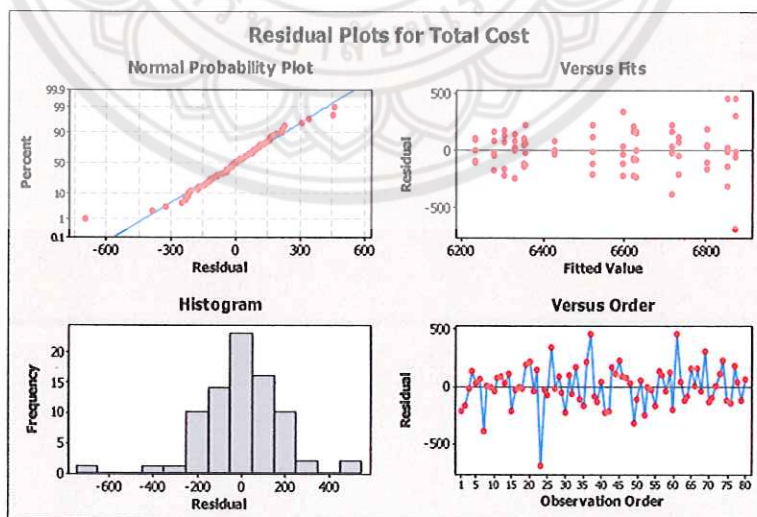 Residual Plots for Total Cost
Normal Probability Plot
99.9
99
90
50
10
1
0.1
Percent
-600
-300
0
300
600
Residual
Versus Fits
500
0
-500
Residual
6200
6400
6600
6800
Fitted Value
Histogram
20
15
10
5
0
Frequency
-600
-400
-200
0
200
400
Residual
Versus Order
500
0
-500
Residual
1 5 10 15 20 25 30 35 40 45 50 55 60 65 70 75 80
Observation Order